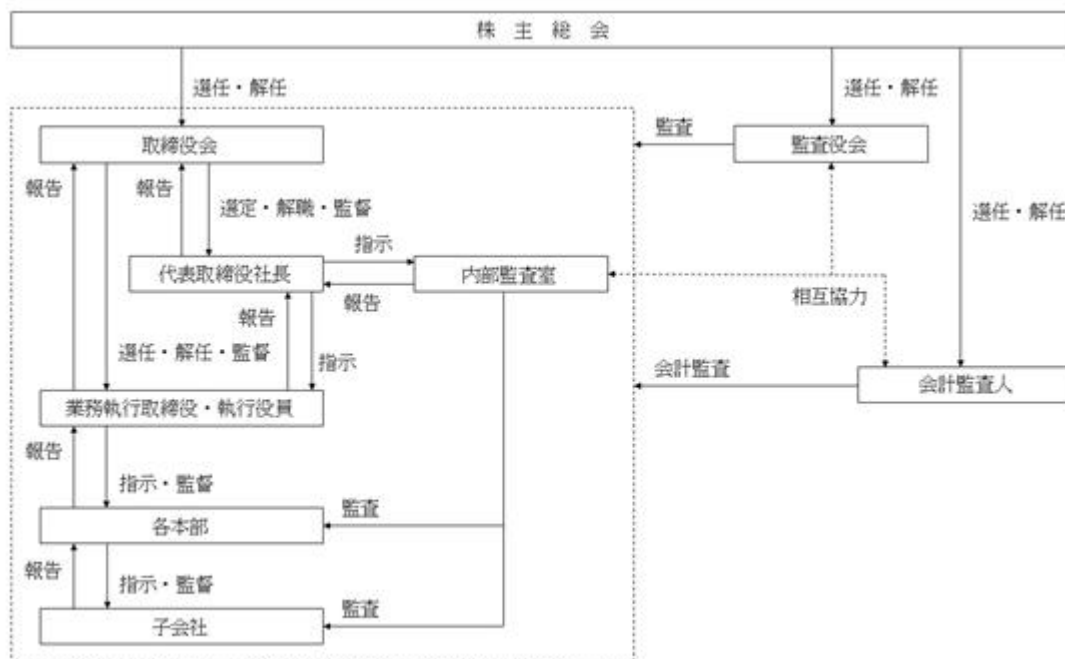 株 主 総 会
選任・解任
選任・解任
監査
取締役会
監査役会
報告
報告
選定・解職・監督
選任・解任
指示
代表取締役社長
内部監査室
報告
相互協力
報告
選任・解任・監督
指示
会計監査
業務執行取締役・執行役員
会計監査人
報告
指示・監督
監査
各本部
報告
指示・監督
監査
子会社